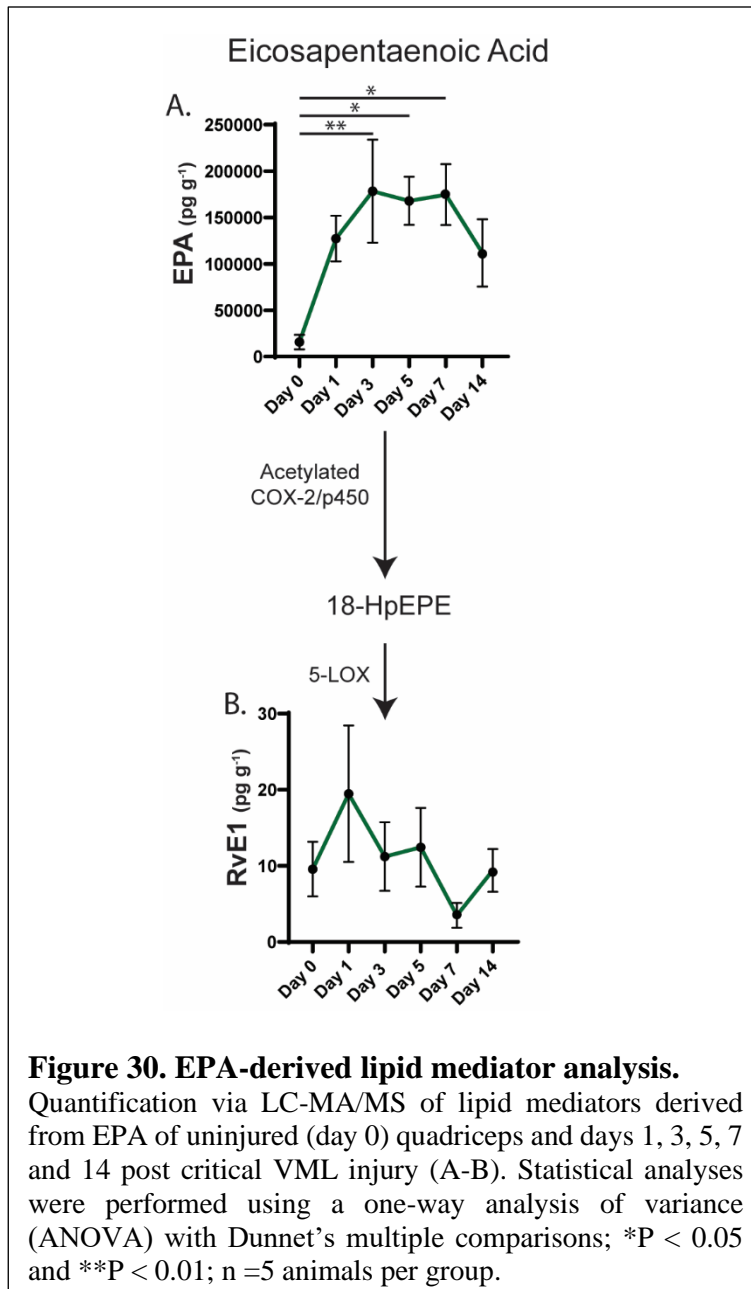 Eicosapentaenoic Acid
A.
*
*
**
EPA (pg g⁻¹)
250000
200000
150000
100000
50000
0
Day 0
Day 1
Day 3
Day 5
Day 7
Day 14
Acetylated
COX-2/p450
18-HpEPE
5-LOX
B.
RvE1 (pg g⁻¹)
30
20
10
0
Day 0
Day 1
Day 3
Day 5
Day 7
Day 14
Figure 30. EPA-derived lipid mediator analysis.
Quantification via LC-MA/MS of lipid mediators derived
from EPA of uninjured (day 0) quadriceps and days 1, 3, 5, 7
and 14 post critical VML injury (A-B). Statistical analyses
were performed using a one-way analysis of variance
(ANOVA) with Dunnet’s multiple comparisons; *P < 0.05
and **P < 0.01; n =5 animals per group.